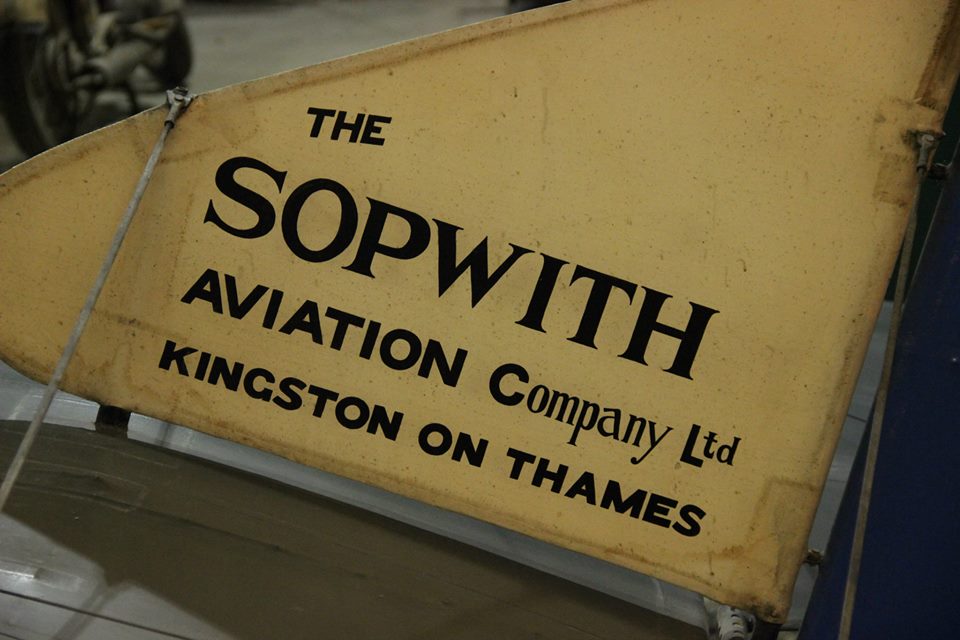 THE
SOPWITH
AVIATION Company Ltd
KINGSTON ON THAMES